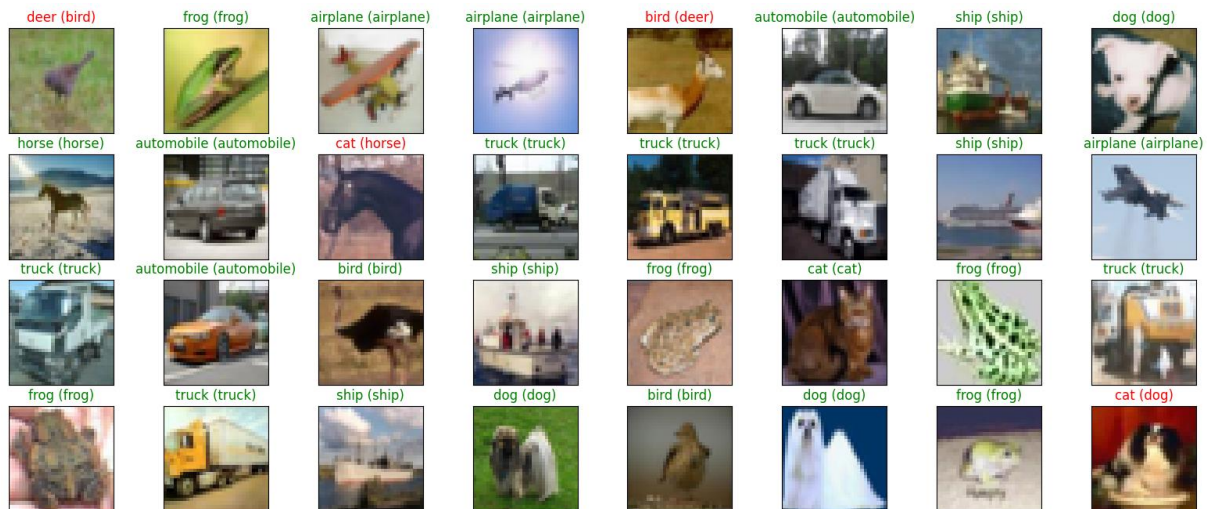 deer (bird) frog (frog) airplane (airplane) airplane (airplane) bird (deer) automobile (automobile) ship (ship) dog (dog)
horse (horse) automobile (automobile) cat (horse) truck (truck) truck (truck) truck (truck) ship (ship) airplane (airplane)
truck (truck) automobile (automobile) bird (bird) ship (ship) frog (frog) cat (cat) frog (frog) truck (truck)
frog (frog) truck (truck) ship (ship) dog (dog) bird (bird) dog (dog) frog (frog) cat (dog)